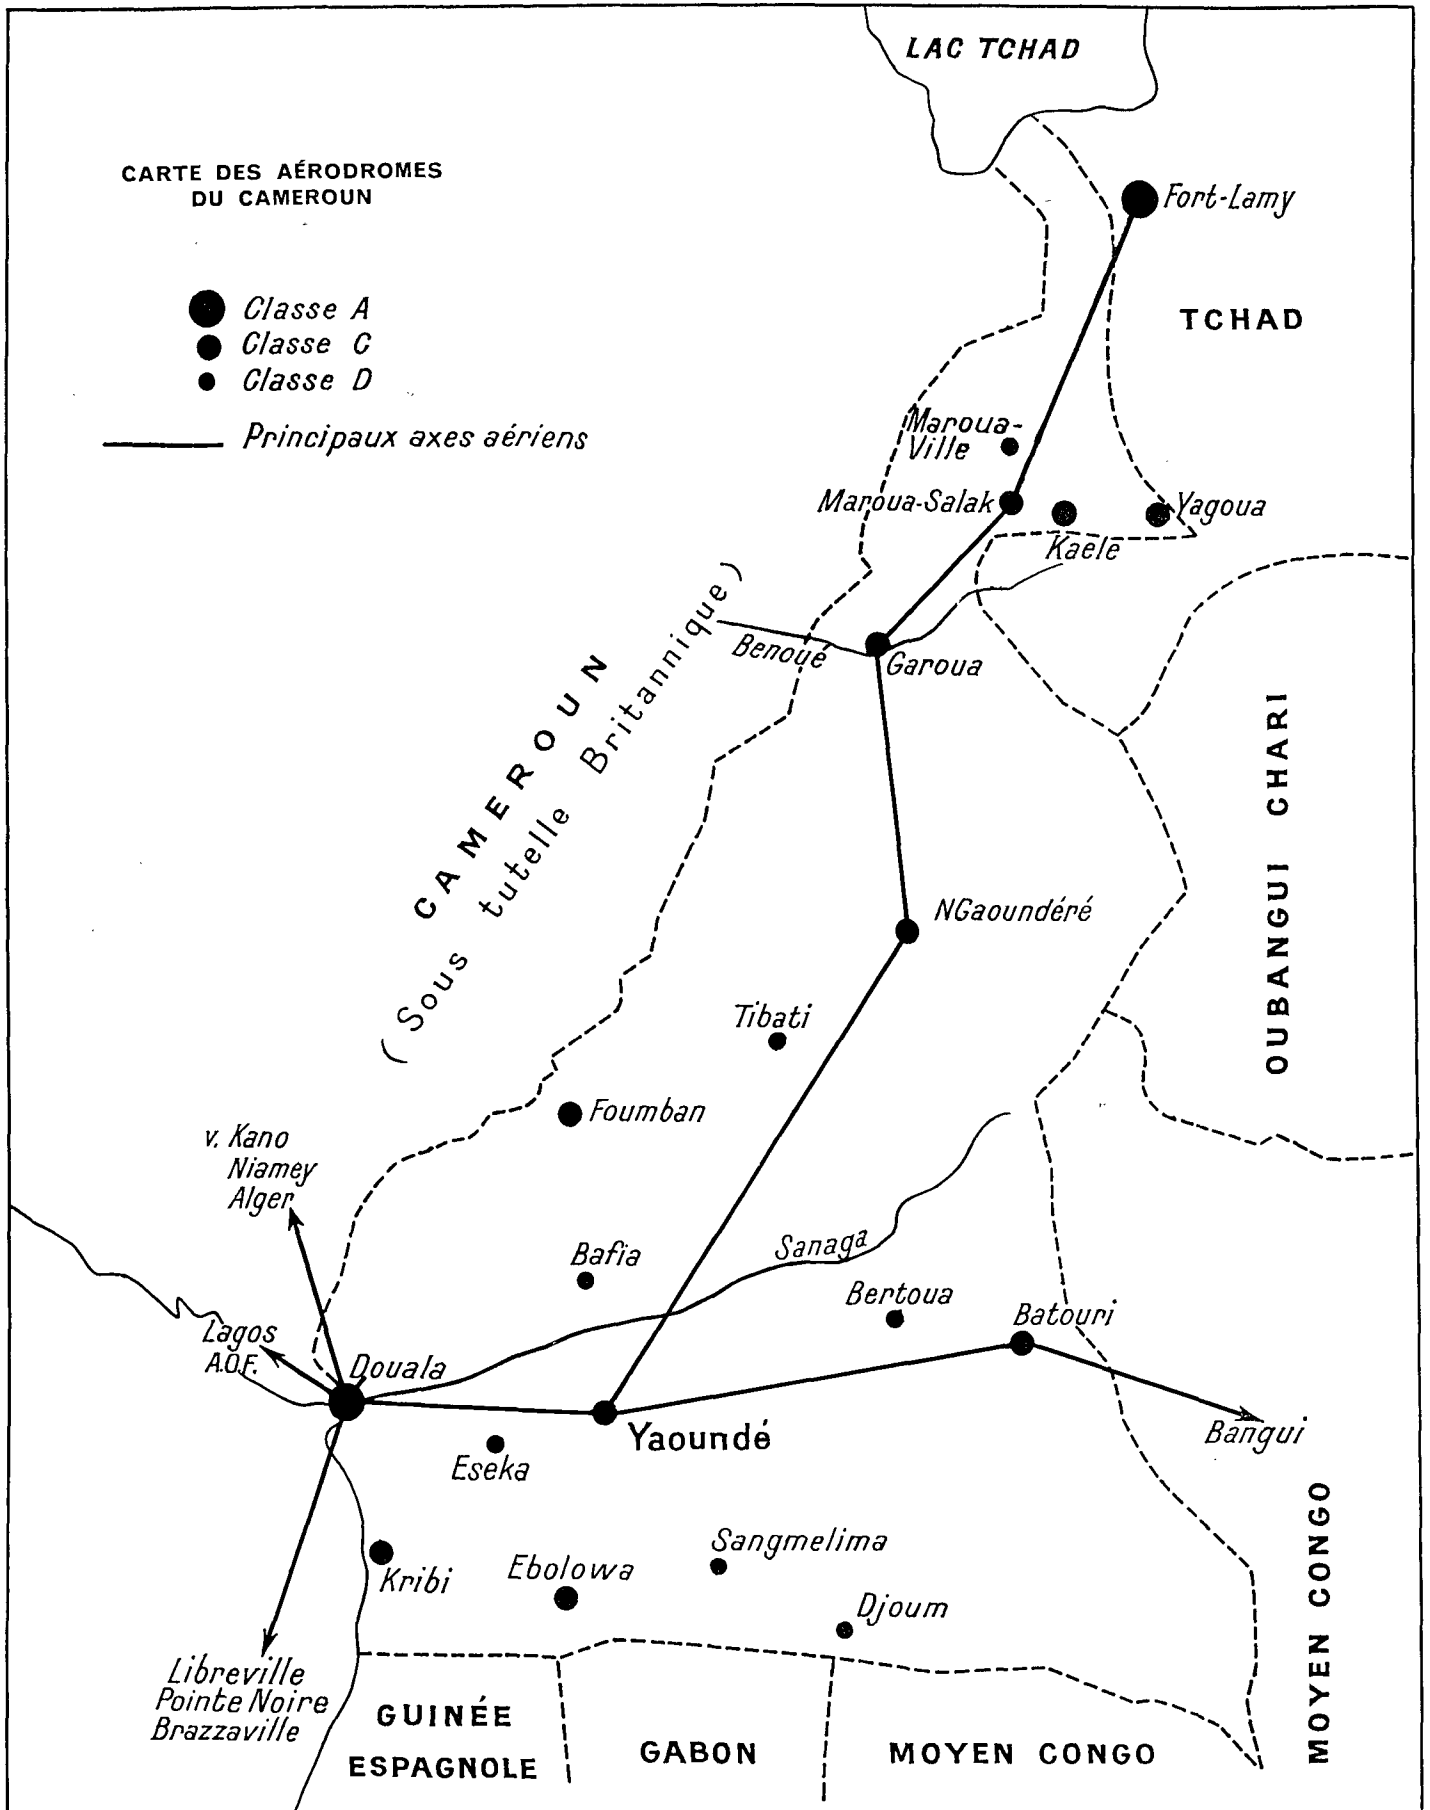 LAC TCHAD
CARTE DES AÉRODROMES
DU CAMEROUN
Fort-Lamy
Classe A
Classe C
Classe D
Principaux axes aériens
TCHAD
Maroua-
Ville
Maroua-Salak
Yagoua
Kaele
Benoué
Garoua
CAMEROUN
(Sous tutelle Britannique)
OUBANGUI CHARI
NGaoundéré
Tibati
Foumban
v. Kano
Niamey
Alger
Bafia
Sanaga
Bertoua
Batouri
Lagos
A.O.F.
Douala
Yaoundé
Bangui
Eseka
Sangmelima
Kribi
Ebolowa
Djoum
MOYEN CONGO
Libreville
Pointe Noire
Brazzaville
GUINÉE
ESPAGNOLE
GABON
MOYEN CONGO